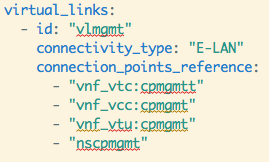 virtual_links:
- id: "vlmgmt"
connectivity_type: "E-LAN"
connection_points_reference:
- "vnf_vtc:cpmgmtt"
- "vnf_vcc:cpmgmt"
- "vnf_vtu:cpmgmt"
- "nscpmgmt"